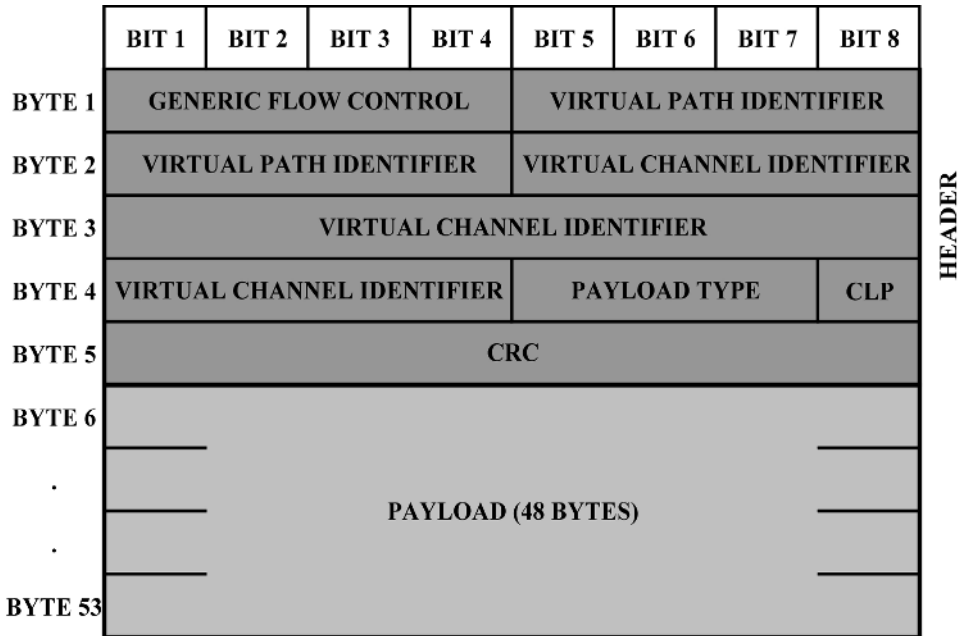 BIT 1 BIT 2 BIT 3 BIT 4 BIT 5 BIT 6 BIT 7 BIT 8
BYTE 1 GENERIC FLOW CONTROL VIRTUAL PATH IDENTIFIER
BYTE 2 VIRTUAL PATH IDENTIFIER VIRTUAL CHANNEL IDENTIFIER
BYTE 3 VIRTUAL CHANNEL IDENTIFIER
HEADER
BYTE 4 VIRTUAL CHANNEL IDENTIFIER PAYLOAD TYPE CLP
BYTE 5 CRC
BYTE 6
.
PAYLOAD (48 BYTES)
.
BYTE 53